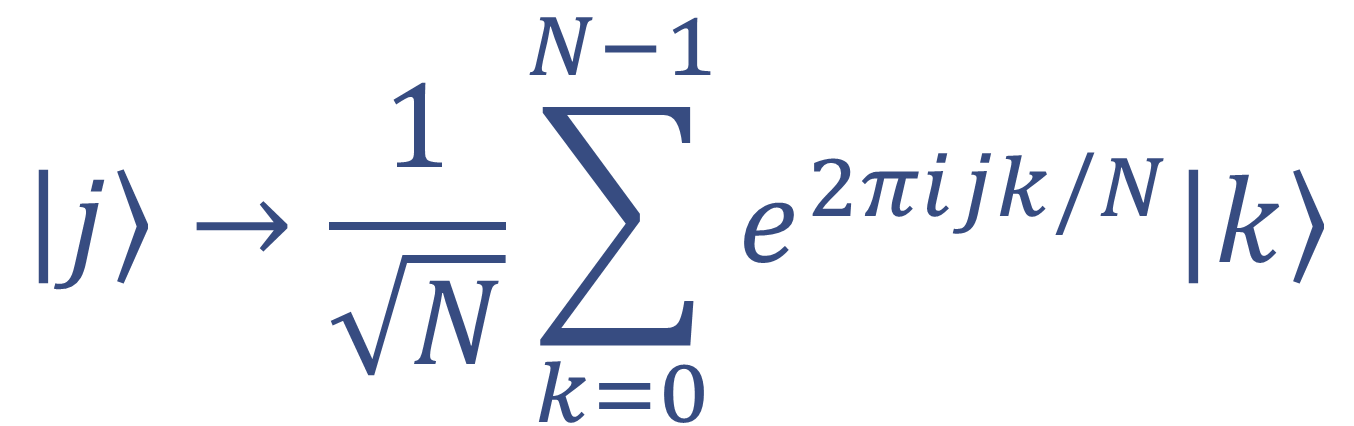 |j⟩ → 1/√N ∑_{k=0}^{N−1} e^{2πijk/N} |k⟩